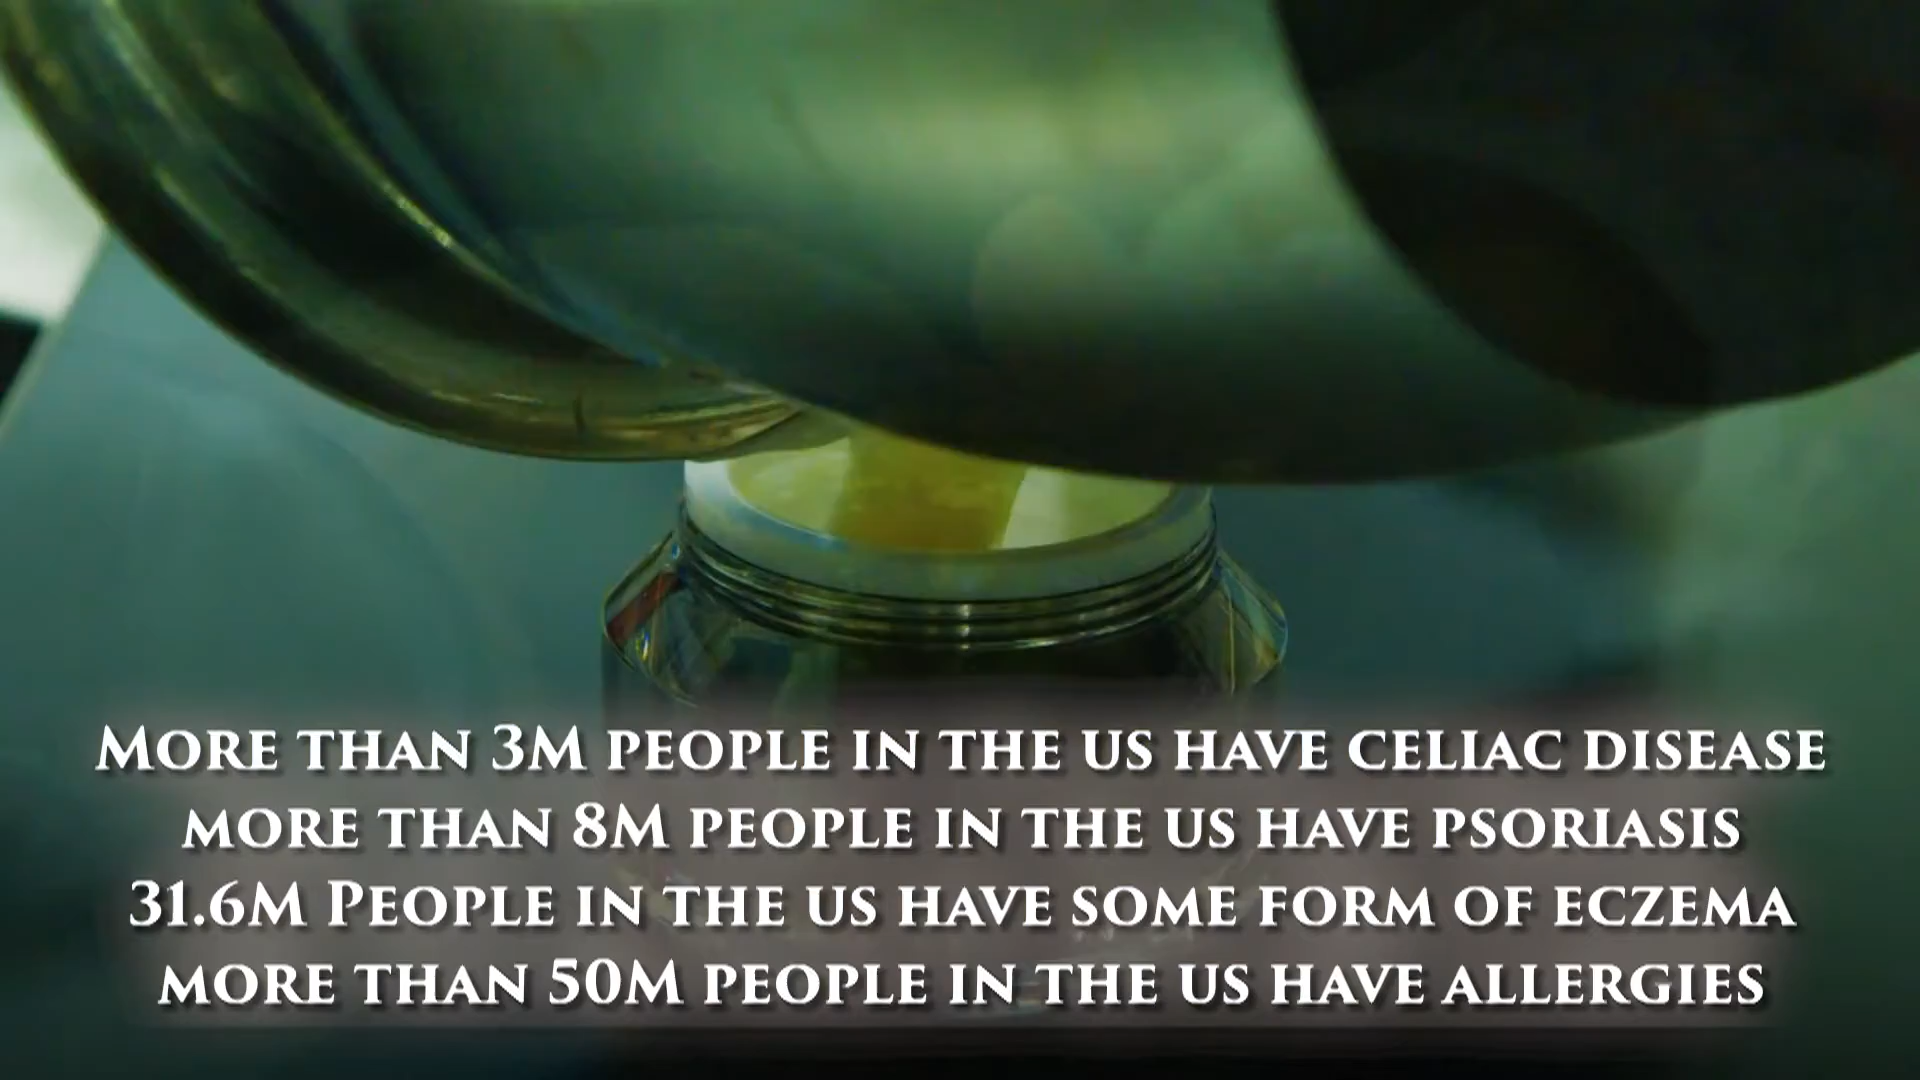 More than 3M people in the us have celiac disease
more than 8M people in the us have psoriasis
31.6M People in the us have some form of eczema
more than 50M people in the us have allergies